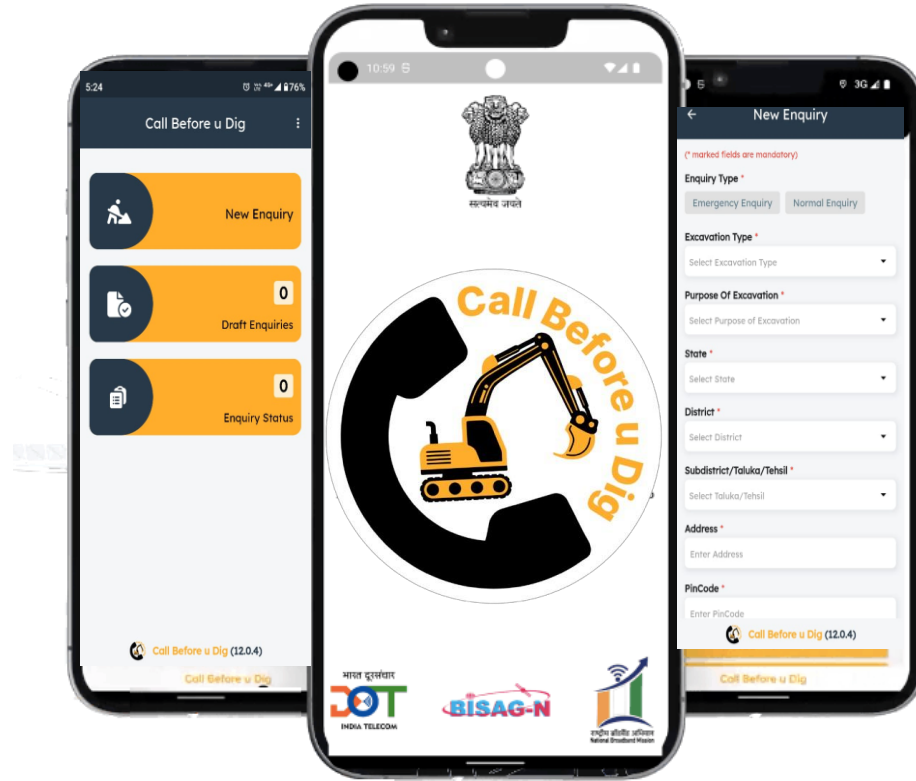 5:24
76%
Call Before u Dig
New Enquiry
0
Draft Enquiries
0
Enquiry Status
Call Before u Dig (12.0.4)
Call Before u Dig
10:59
सत्यमेव जयते
Call Before u Dig
भारत दूरसंचार
DOT
INDIA TELECOM
BISAG-N
राष्ट्रीय ब्रॉडबैंड अभियान
National Broadband Mission
3G
New Enquiry
(* marked fields are mandatory)
Enquiry Type *
Emergency Enquiry Normal Enquiry
Excavation Type *
Select Excavation Type
Purpose Of Excavation *
Select Purpose of Excavation
State *
Select State
District *
Select District
Subdistrict/Taluka/Tehsil *
Select Taluka/Tehsil
Address *
Enter Address
PinCode *
Enter PinCode
Call Before u Dig (12.0.4)
Call Before u Dig